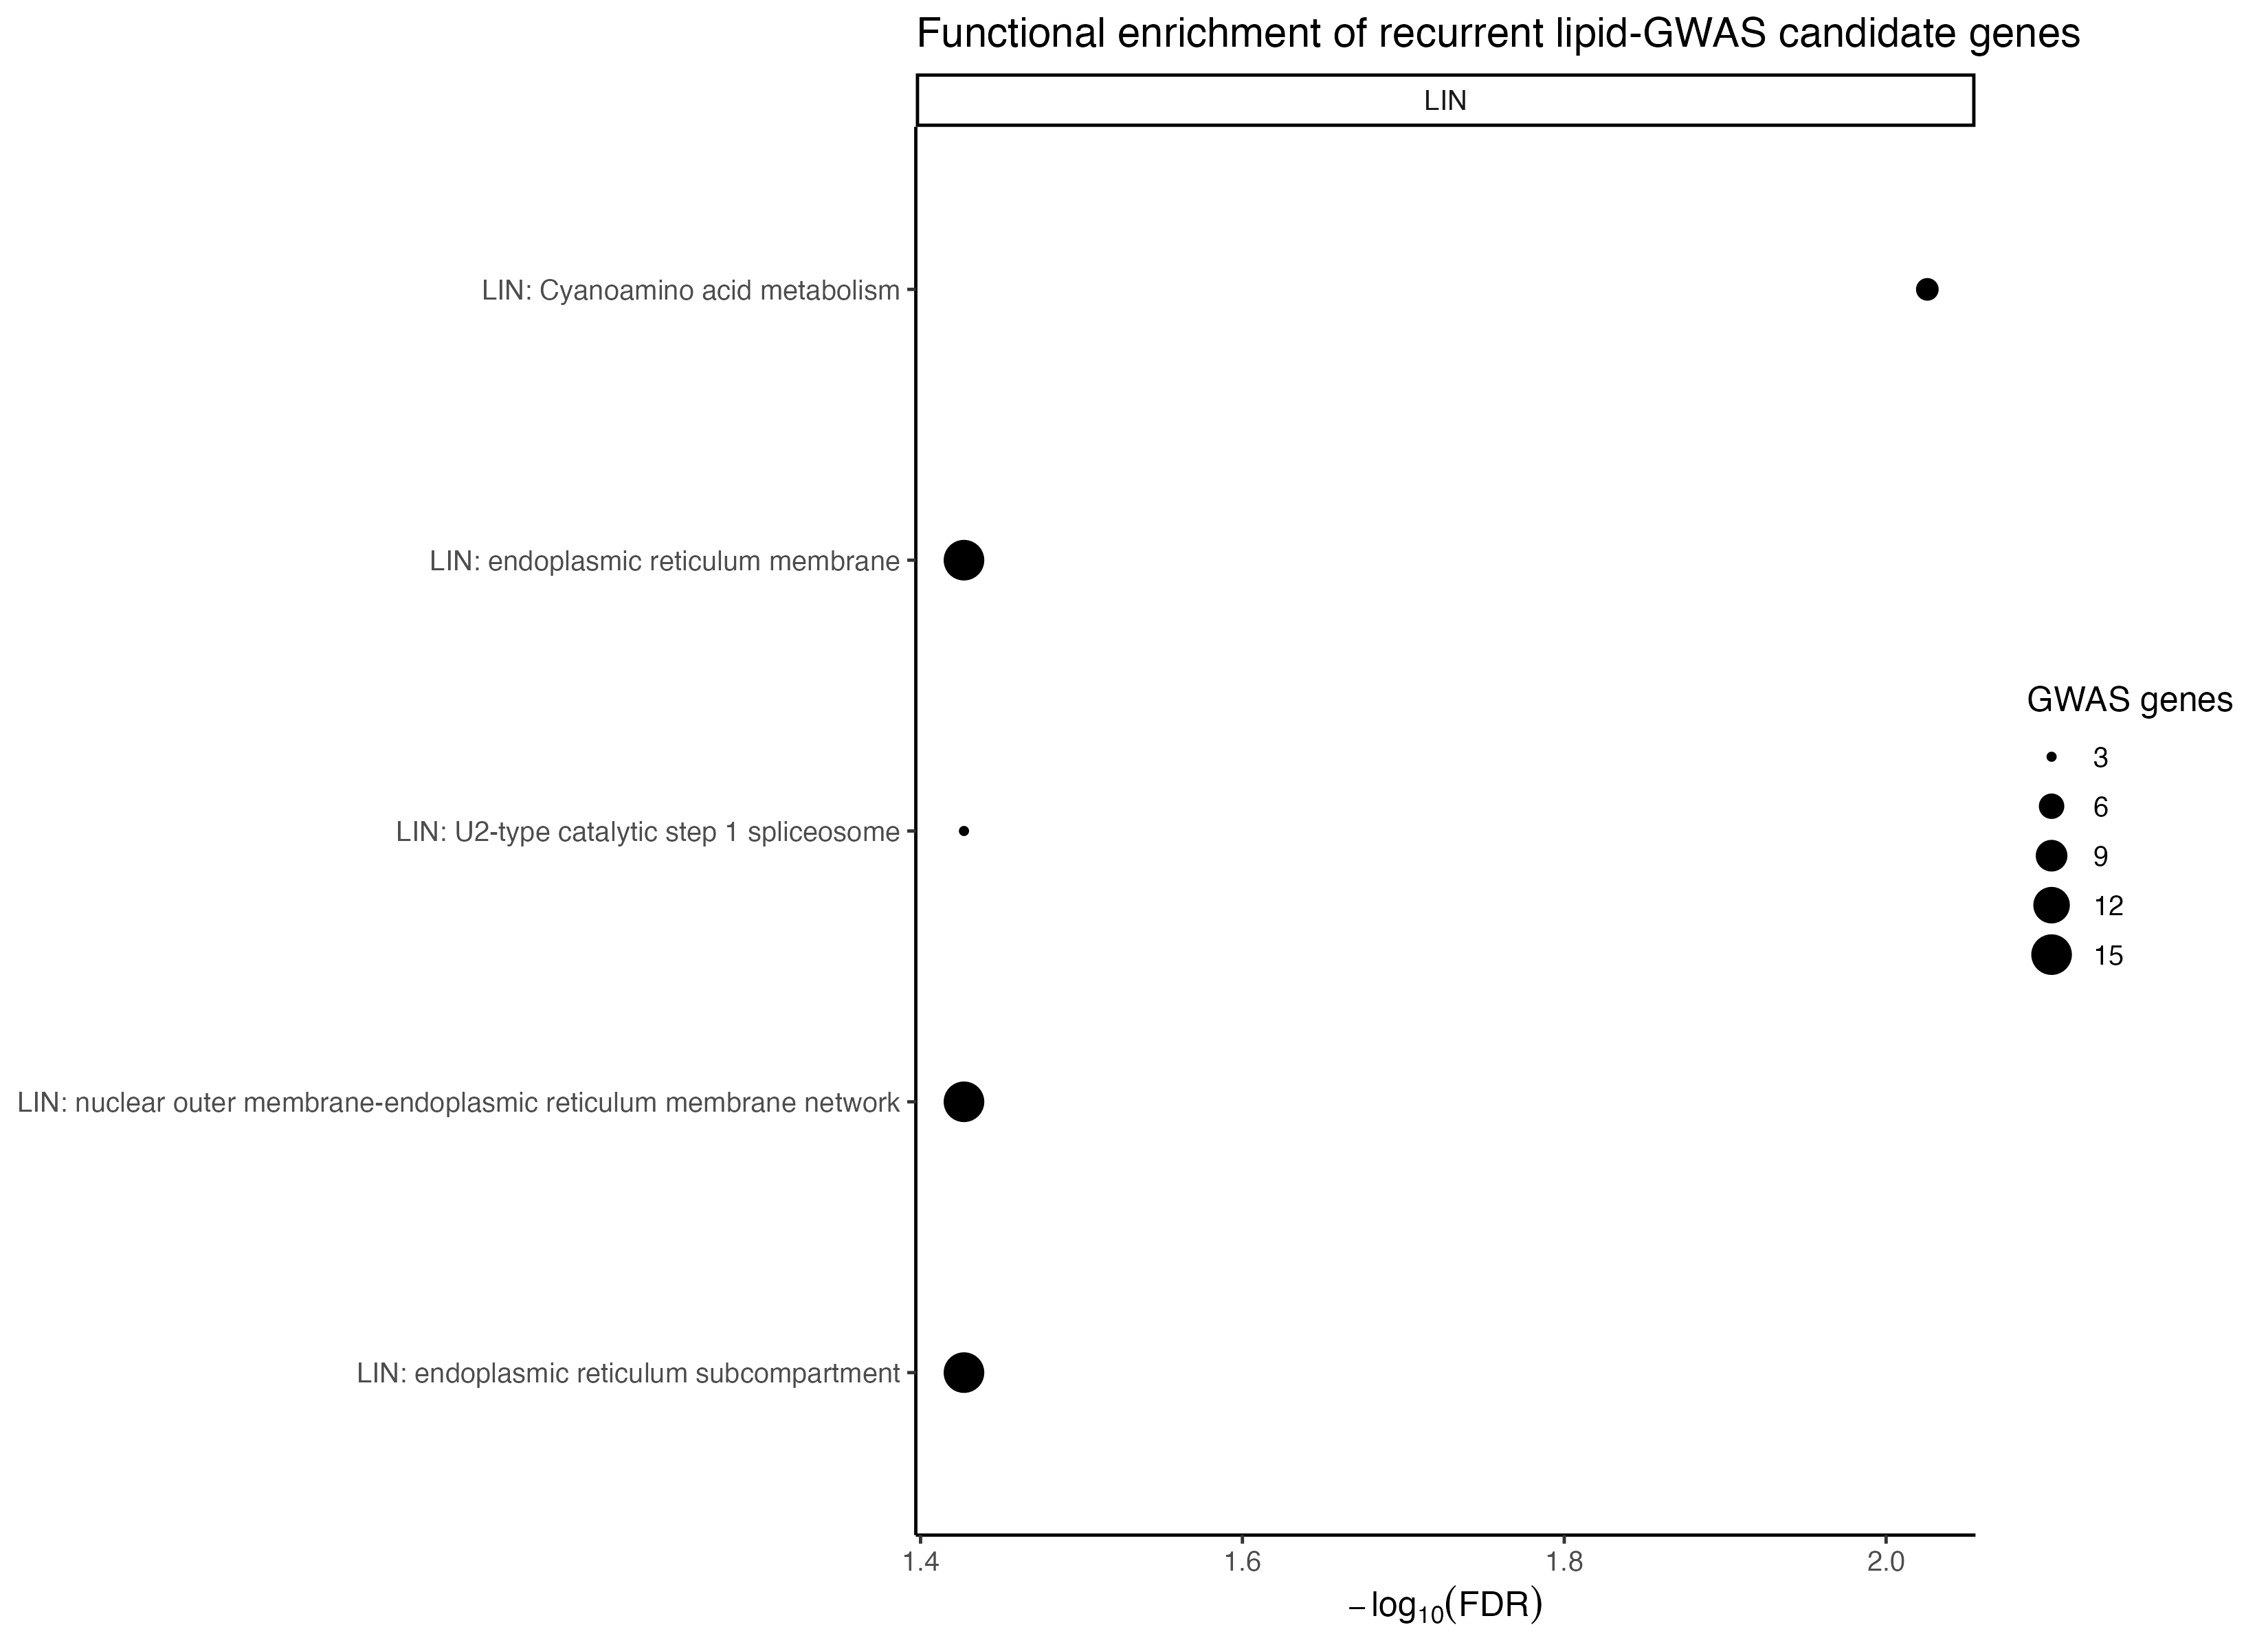 Functional enrichment of recurrent lipid-GWAS candidate genes
LIN
LIN: Cyanoamino acid metabolism
LIN: endoplasmic reticulum membrane
LIN: U2-type catalytic step 1 spliceosome
LIN: nuclear outer membrane-endoplasmic reticulum membrane network
LIN: endoplasmic reticulum subcompartment
1.4 1.6 1.8 2.0
−log10(FDR)
GWAS genes
3
6
9
12
15